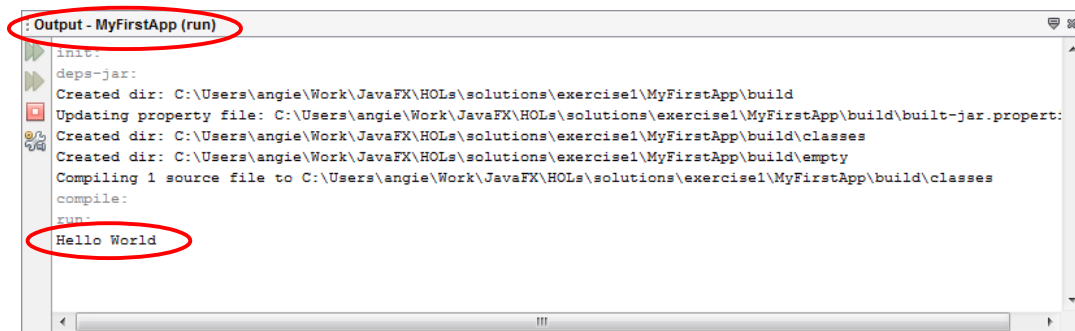 : Output - MyFirstApp (run)
init:
deps-jar:
Created dir: C:\Users\angie\Work\JavaFX\HOLs\solutions\exercise1\MyFirstApp\build
Updating property file: C:\Users\angie\Work\JavaFX\HOLs\solutions\exercise1\MyFirstApp\build\built-jar.properti
Created dir: C:\Users\angie\Work\JavaFX\HOLs\solutions\exercise1\MyFirstApp\build\classes
Created dir: C:\Users\angie\Work\JavaFX\HOLs\solutions\exercise1\MyFirstApp\build\empty
Compiling 1 source file to C:\Users\angie\Work\JavaFX\HOLs\solutions\exercise1\MyFirstApp\build\classes
compile:
run:
Hello World